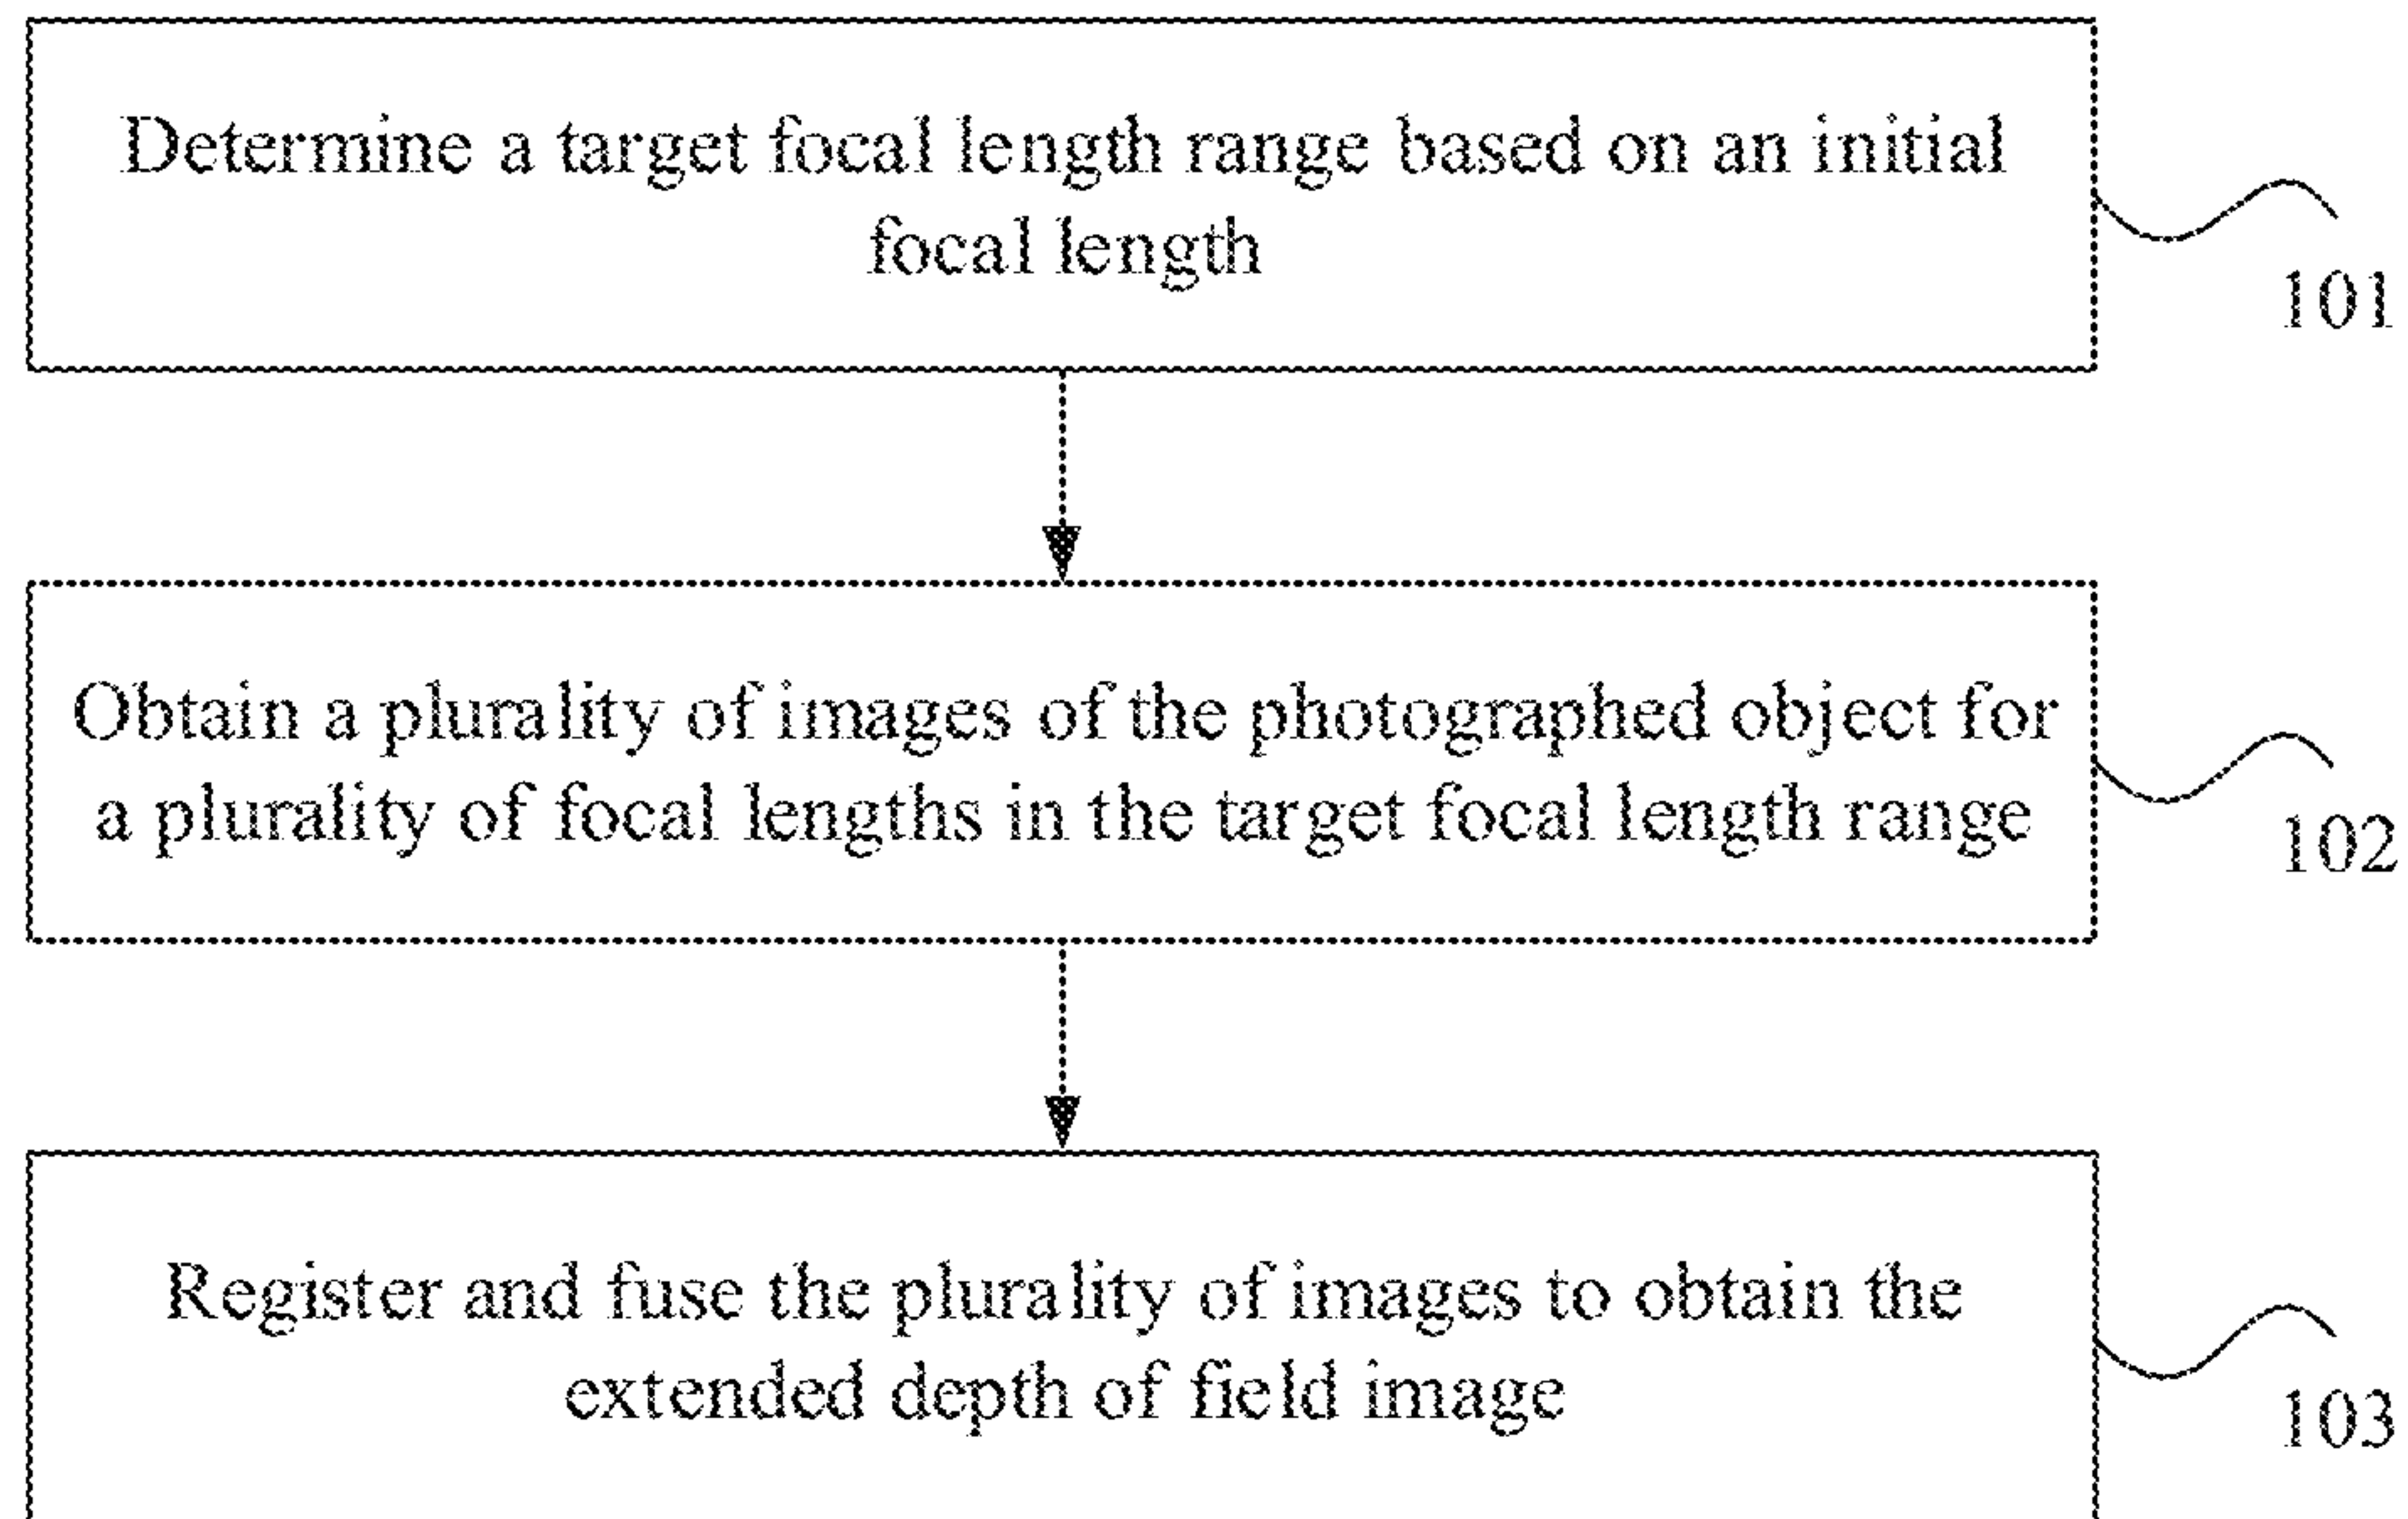 Determine a target focal length range based on an initial
focal length
101
Obtain a plurality of images of the photographed object for
a plurality of focal lengths in the target focal length range
102
Register and fuse the plurality of images to obtain the
extended depth of field image
103